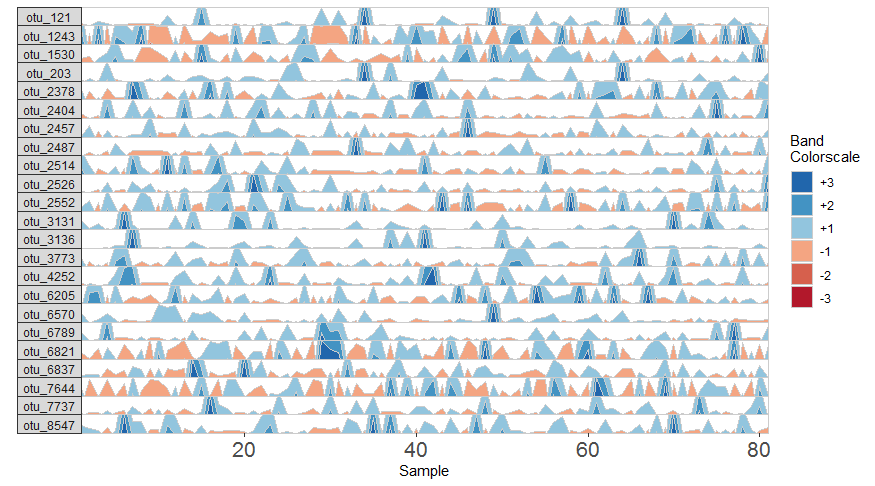 otu_121
otu_1243
otu_1530
otu_203
otu_2378
otu_2404
otu_2457
otu_2487
otu_2514
otu_2526
otu_2552
otu_3131
otu_3136
otu_3773
otu_4252
otu_6205
otu_6570
otu_6789
otu_6821
otu_6837
otu_7644
otu_7737
otu_8547
20 40 60 80
Sample
Band
Colorscale
+3
+2
+1
-1
-2
-3